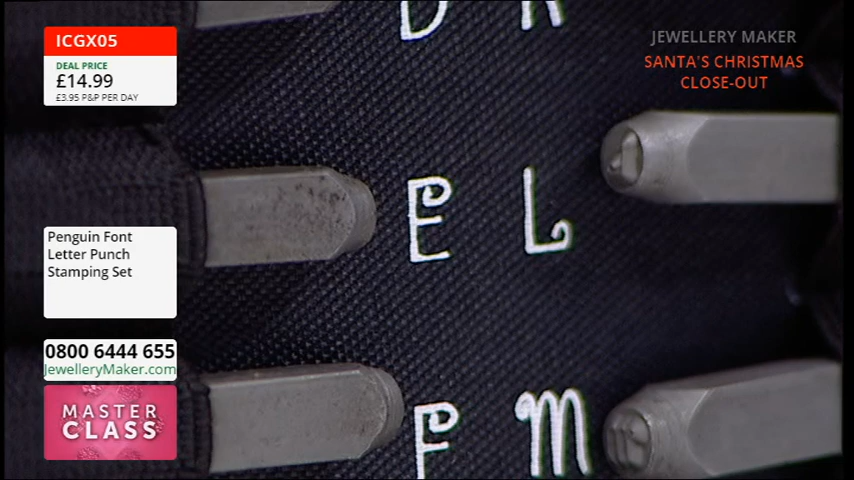 ICGX05
DEAL PRICE
£14.99
£3.95 P&P PER DAY
JEWELLERY MAKER
SANTA'S CHRISTMAS
CLOSE-OUT
D K
E L
F M
Penguin Font
Letter Punch
Stamping Set
0800 6444 655
JewelleryMaker.com
MASTER
CLASS